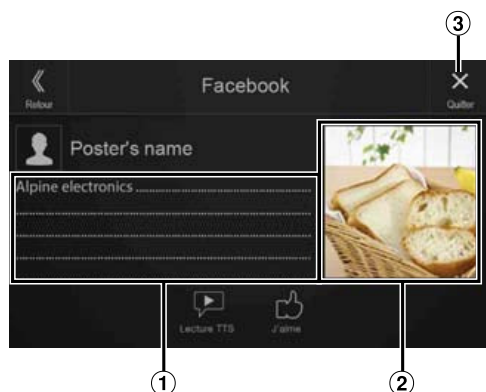 ③
Retour
Facebook
Quitter
Poster's name
Alpine electronics
Lecture TTS
J'aime
①
②